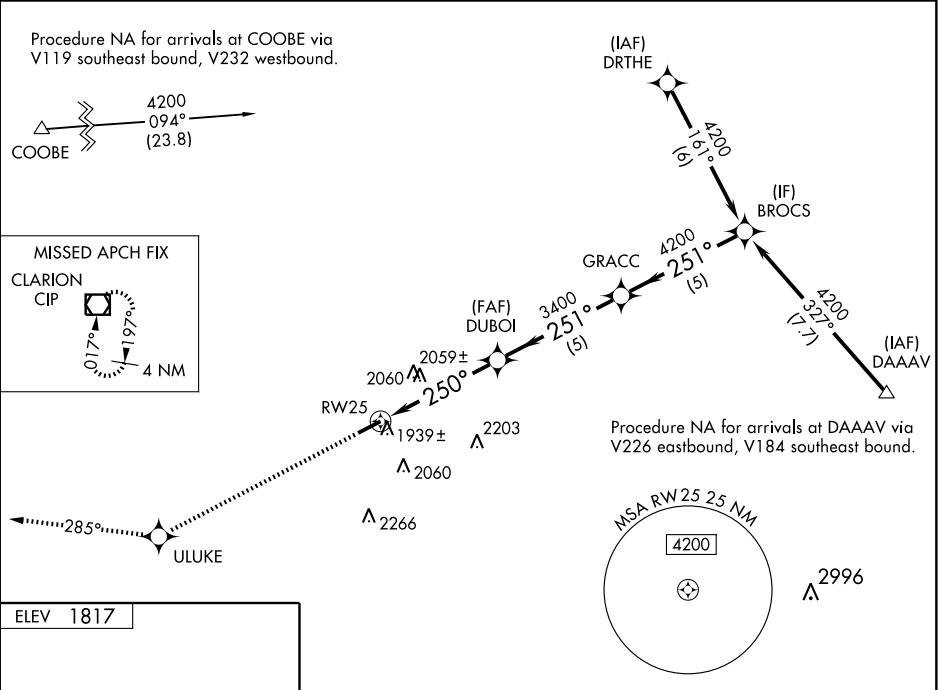 Procedure NA for arrivals at COOBE via
V119 southeast bound, V232 westbound.
4200
094°
(23.8)
COOBE
(IAF)
DRTHE
4200
161°
(6)
(IF)
BROCS
MISSED APCH FIX
CLARION
CIP
017°
197°
4 NM
GRACC
4200
251°
(5)
(FAF)
DUBOI
3400
251°
(5)
4200
327°
(7.7)
(IAF)
DAAAV
2059±
2060
250°
RW25
1939±
2203
2060
2266
Procedure NA for arrivals at DAAAV via
V226 eastbound, V184 southeast bound.
285°
ULUKE
MSA RW25 25 NM
4200
2996
ELEV 1817